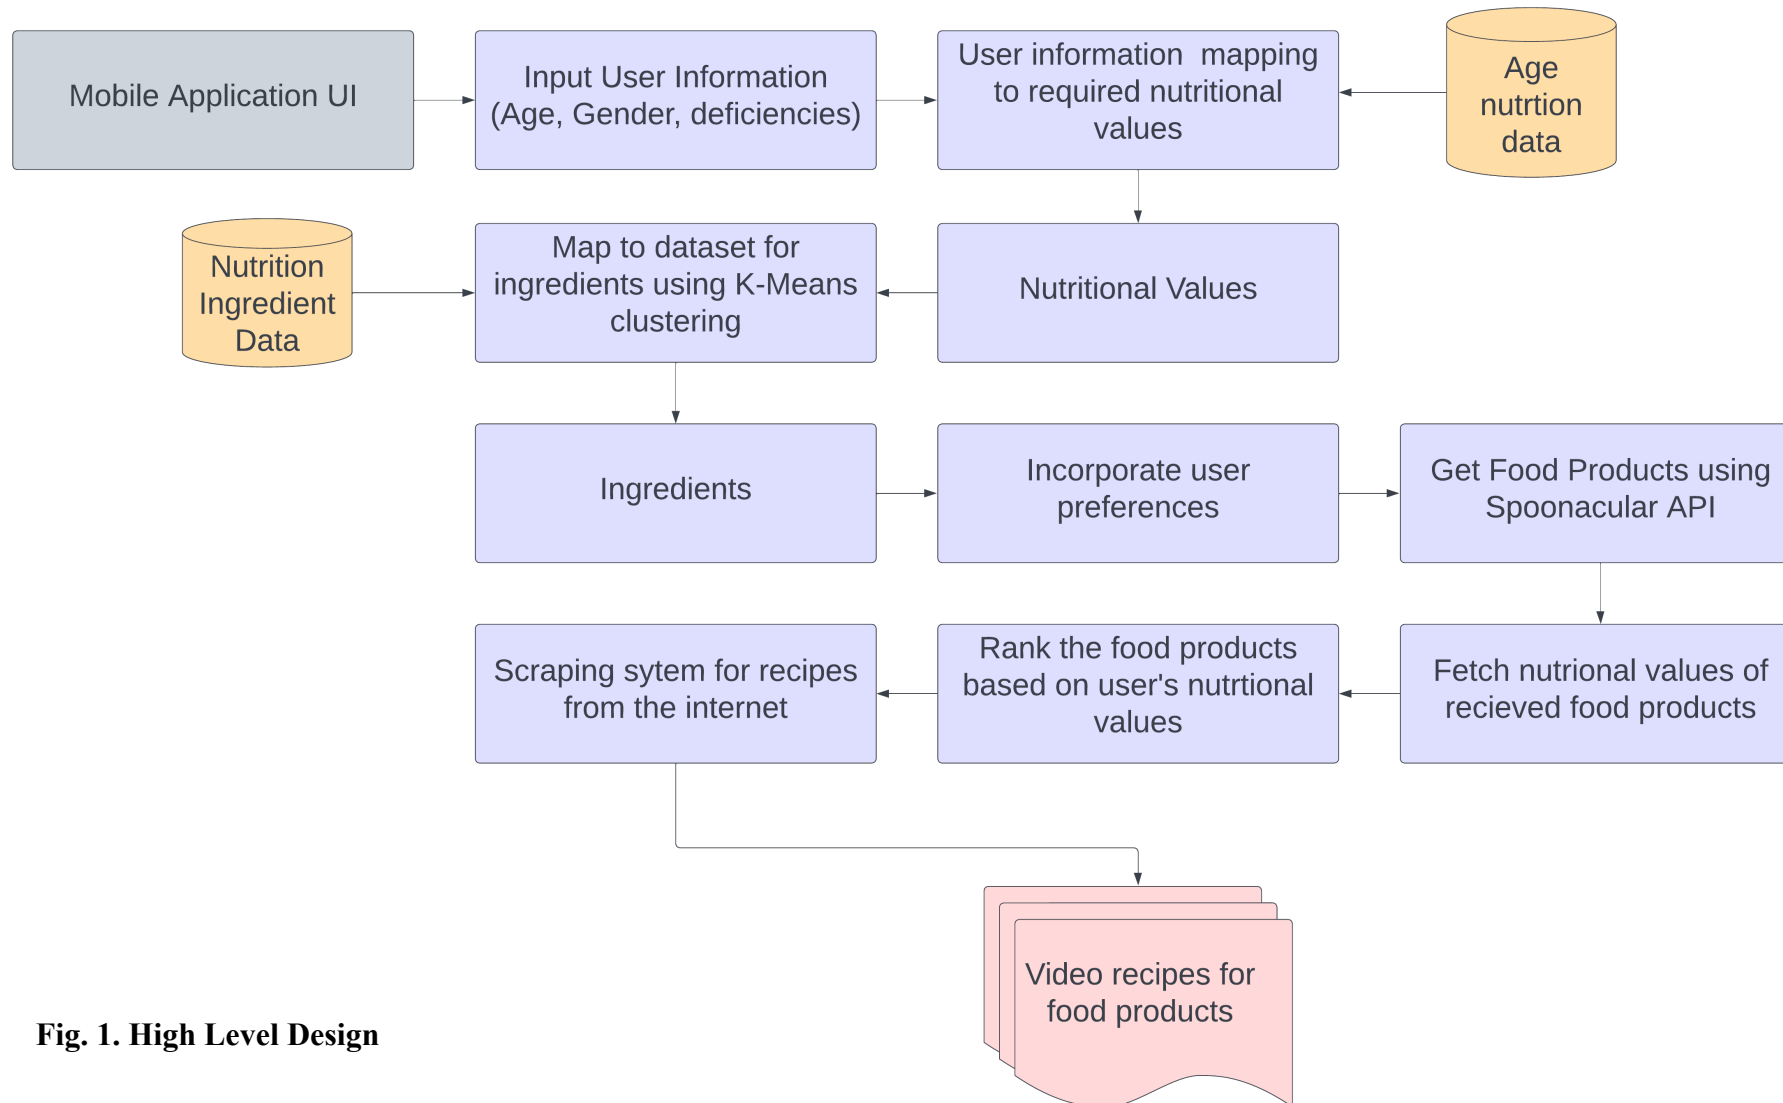 Mobile Application UI
Input User Information
(Age, Gender, deficiencies)
User information  mapping
to required nutritional
values
Age
nutrtion
data
Nutrition
Ingredient
Data
Map to dataset for
ingredients using K-Means
clustering
Nutritional Values
Ingredients
Incorporate user
preferences
Get Food Products using
Spoonacular API
Scraping sytem for recipes
from the internet
Rank the food products
based on user's nutrtional
values
Fetch nutrional values of
recieved food products
Video recipes for
food products
Fig. 1. High Level Design